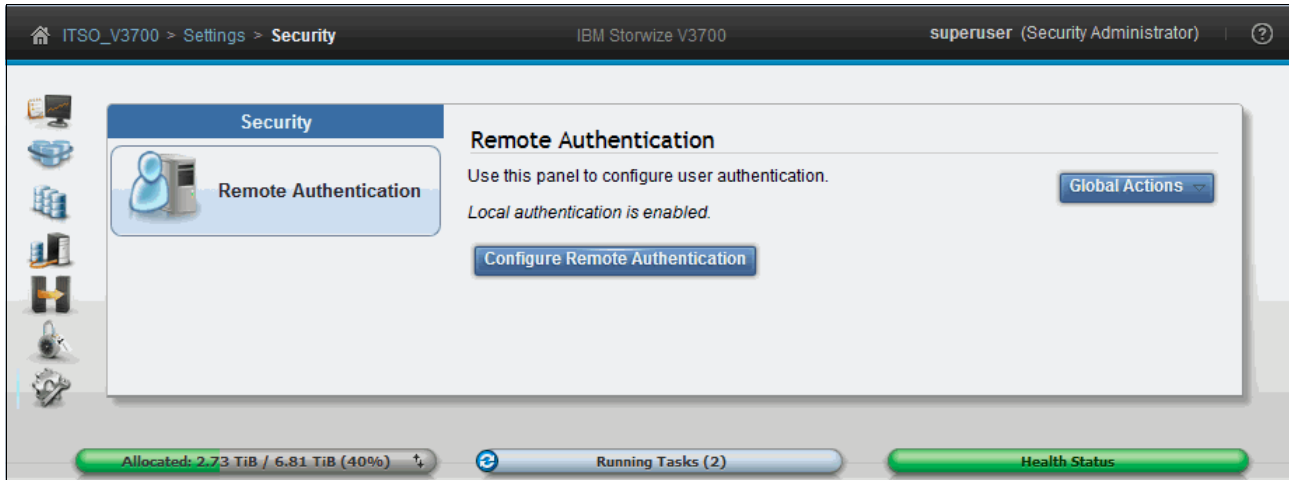 ITSO_V3700 > Settings > Security
IBM Storwize V3700
superuser (Security Administrator)
?
Security
Remote Authentication
Remote Authentication
Use this panel to configure user authentication.
Local authentication is enabled.
Global Actions
Configure Remote Authentication
Allocated: 2.73 TiB / 6.81 TiB (40%)
Running Tasks (2)
Health Status